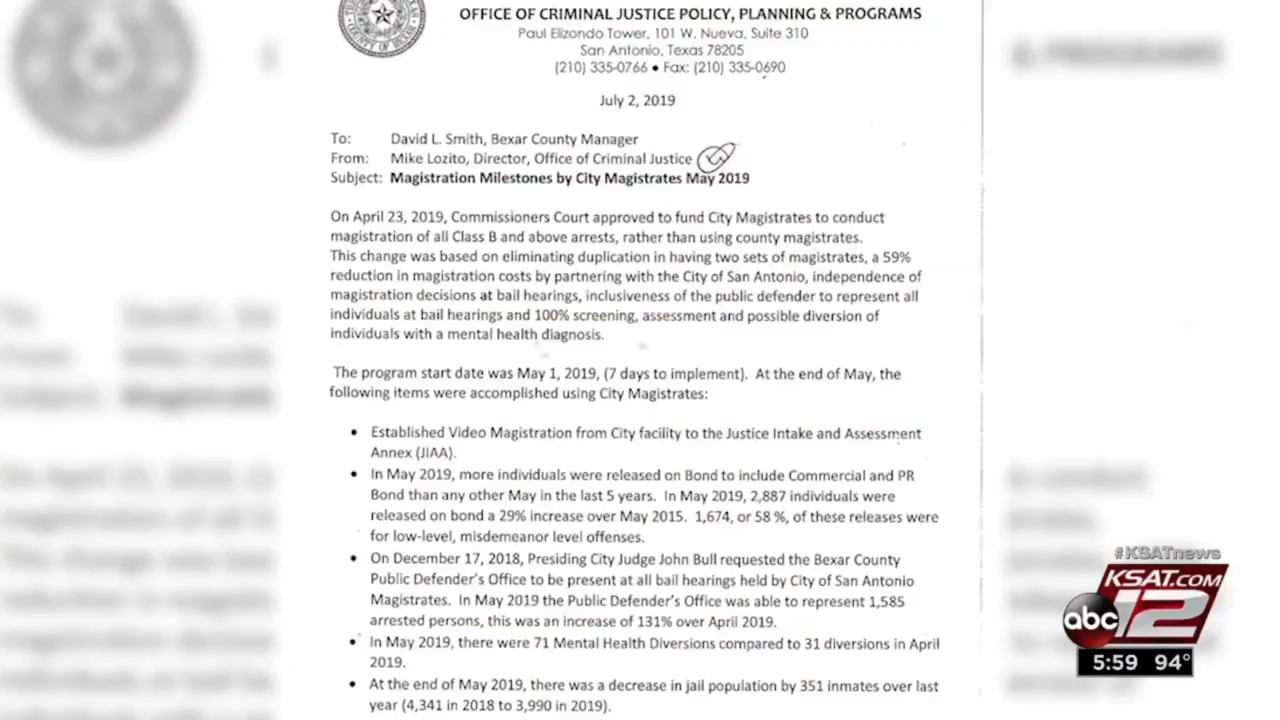 OFFICE OF CRIMINAL JUSTICE POLICY, PLANNING & PROGRAMS
Paul Elizondo Tower, 101 W. Nueva, Suite 310
San Antonio, Texas 78205
(210) 335-0766 • Fax: (210) 335-0690
July 2, 2019
To: David L. Smith, Bexar County Manager
From: Mike Lozito, Director, Office of Criminal Justice
Subject: Magistration Milestones by City Magistrates May 2019
On April 23, 2019, Commissioners Court approved to fund City Magistrates to conduct
magistration of all Class B and above arrests, rather than using county magistrates.
This change was based on eliminating duplication in having two sets of magistrates, a 59%
reduction in magistration costs by partnering with the City of San Antonio, independence of
magistration decisions at bail hearings, inclusiveness of the public defender to represent all
individuals at bail hearings and 100% screening, assessment and possible diversion of
individuals with a mental health diagnosis.
The program start date was May 1, 2019, (7 days to implement). At the end of May, the
following items were accomplished using City Magistrates:
• Established Video Magistration from City facility to the Justice Intake and Assessment
Annex (JIAA).
• In May 2019, more individuals were released on Bond to include Commercial and PR
Bond than any other May in the last 5 years. In May 2019, 2,887 individuals were
released on bond a 29% increase over May 2015. 1,674, or 58 %, of these releases were
for low-level, misdemeanor level offenses.
• On December 17, 2018, Presiding City Judge John Bull requested the Bexar County
Public Defender's Office to be present at all bail hearings held by City of San Antonio
Magistrates. In May 2019 the Public Defender's Office was able to represent 1,585
arrested persons, this was an increase of 131% over April 2019.
• In May 2019, there were 71 Mental Health Diversions compared to 31 diversions in April
2019.
• At the end of May 2019, there was a decrease in jail population by 351 inmates over last
year (4,341 in 2018 to 3,990 in 2019).
#KSATnews
KSAT.COM
abc 12
5:59 94°